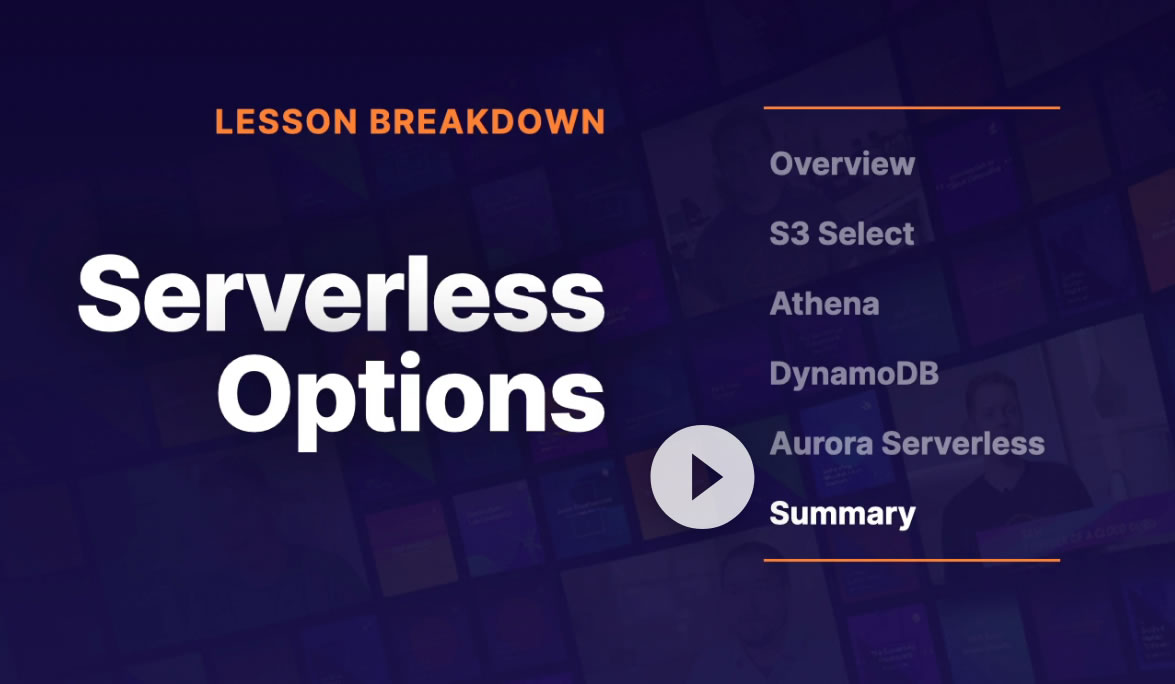 LESSON BREAKDOWN
Serverless
Options
Overview
S3 Select
Athena
DynamoDB
Aurora Serverless
Summary